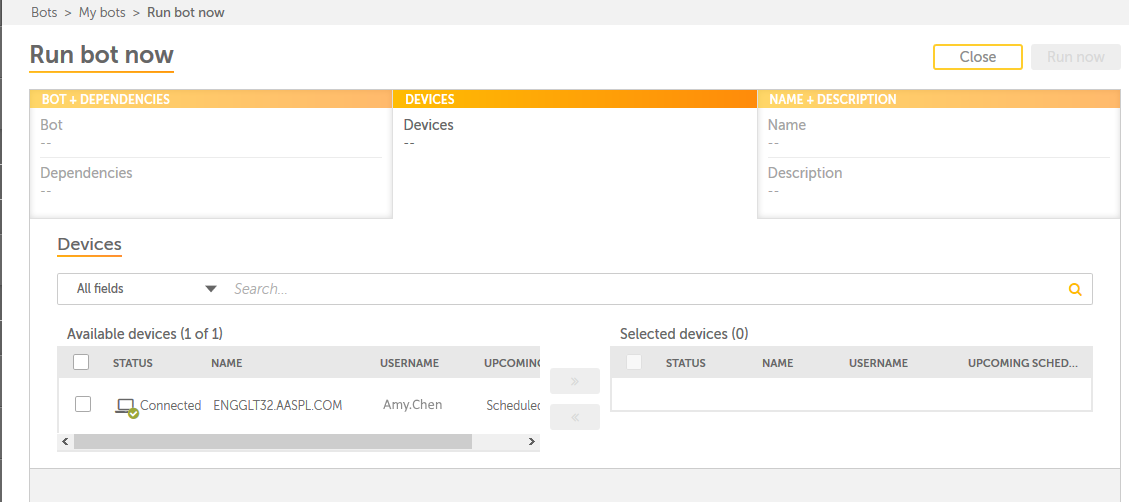 Bots > My bots > Run bot now
Run bot now
Close
Run now
BOT + DEPENDENCIES
Bot
--
Dependencies
--
DEVICES
Devices
--
NAME + DESCRIPTION
Name
--
Description
--
Devices
All fields
Search...
Available devices (1 of 1)
STATUS NAME USERNAME UPCOMING
Connected ENGGLT32.AASPL.COM Amy.Chen Scheduled
Selected devices (0)
STATUS NAME USERNAME UPCOMING SCHED...